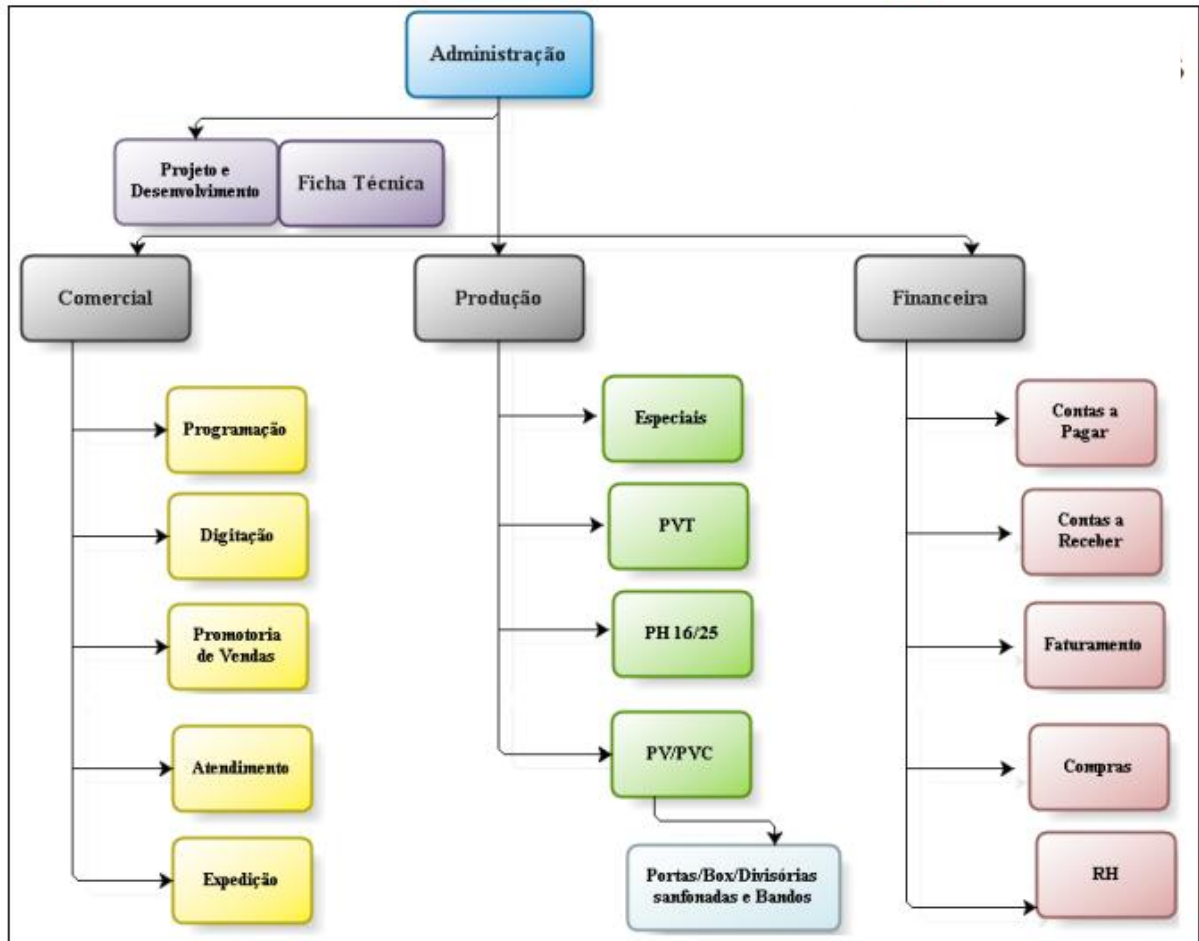 Administração
Projeto e
Desenvolvimento
Ficha Técnica
Comercial
Produção
Financeira
Programação
Digitação
Promotoria
de Vendas
Atendimento
Expedição
Especiais
PVT
PH 16/25
PV/PVC
Portas/Box/Divisórias
sanfonadas e Bandos
Contas a
Pagar
Contas a
Receber
Faturamento
Compras
RH